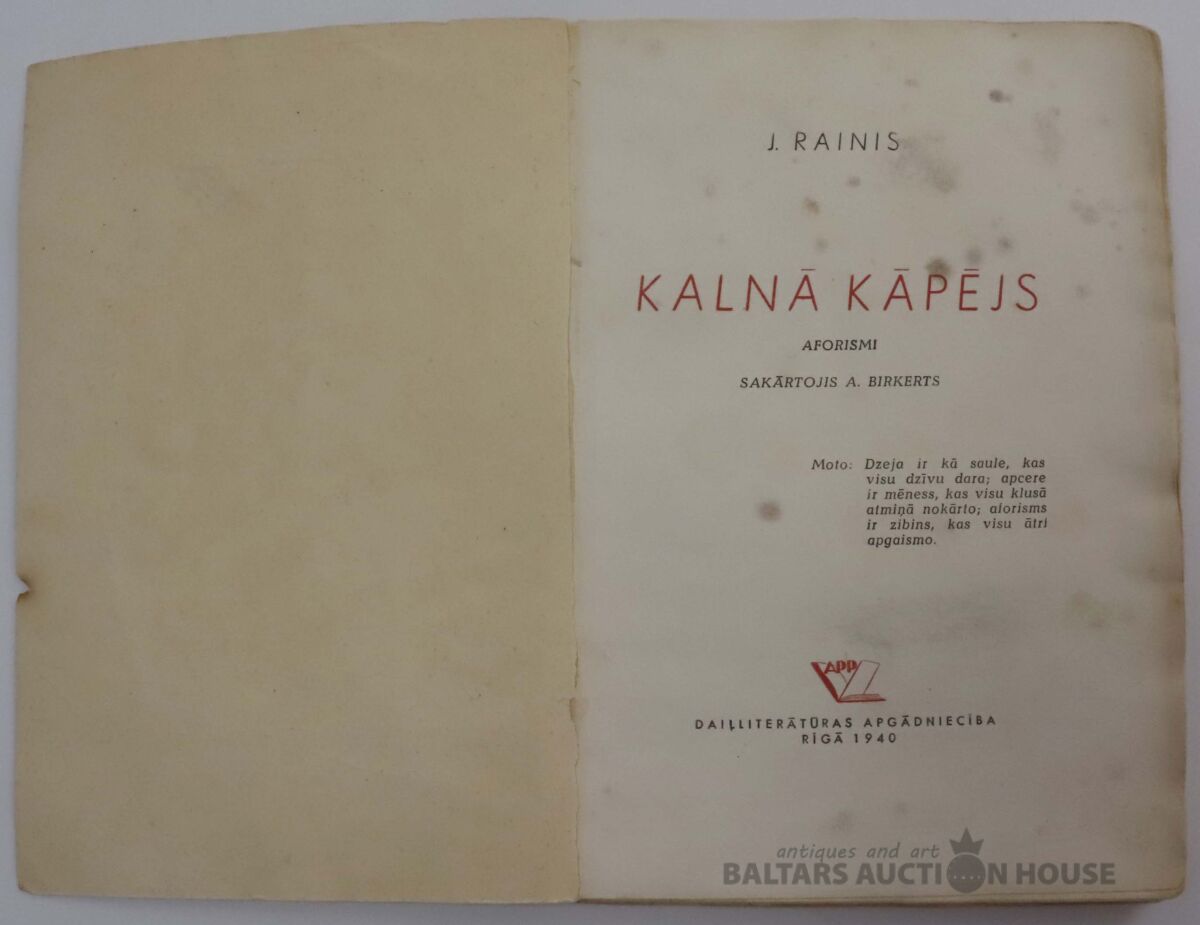 J. RAINIS
KALNĀ KĀPĒJS
AFORISMI
SAKĀRTOJIS A. BIRKERTS
Moto: Dzeja ir kā saule, kas
visu dzīvu dara; apcere
ir mēness, kas visu klusā
atmiņā nokārto; aforisms
ir zibins, kas visu ātri
apgaismo.
APP
DAIĻLITERĀTŪRAS APGĀDNIECĪBA
RĪGĀ 1940
antiques and art
BALTARS AUCTION HOUSE